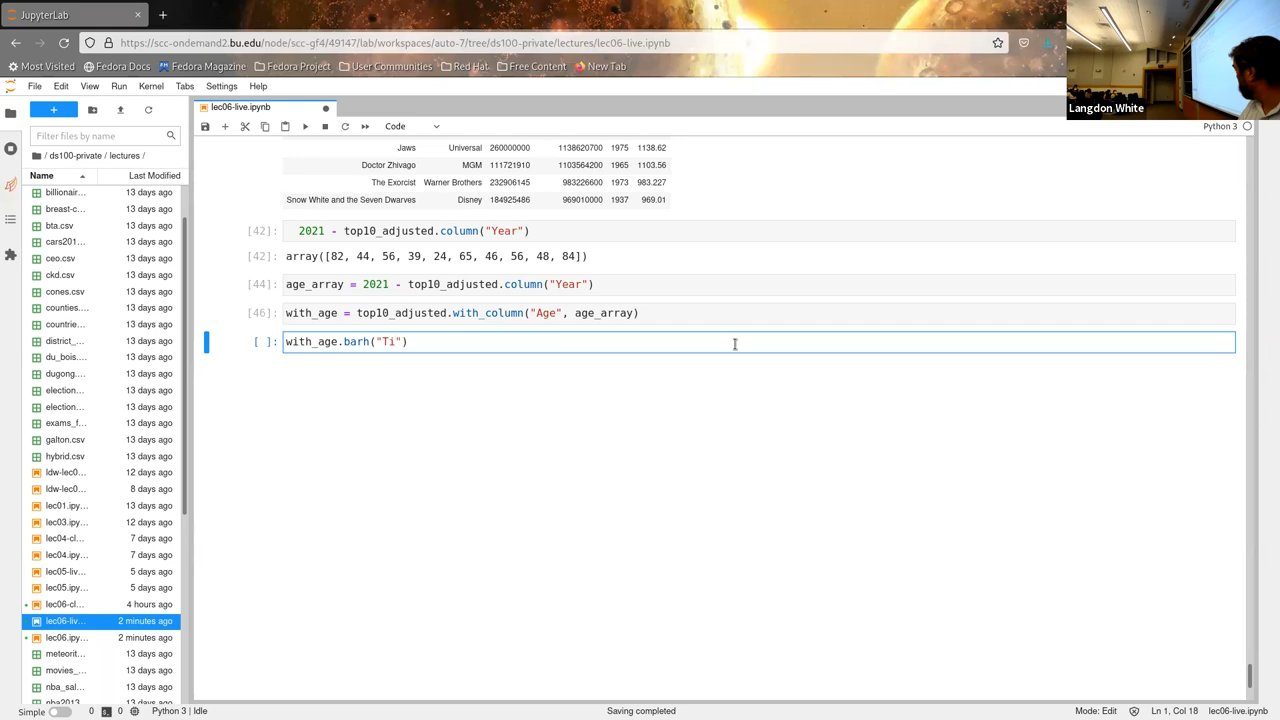 JupyterLab
https://scc-ondemand2.bu.edu/node/scc-gf4/49147/lab/workspaces/auto-7/tree/ds100-private/lectures/lec06-live.ipynb
Most Visited Fedora Docs Fedora Magazine Fedora Project User Communities Red Hat Free Content New Tab
Langdon White
File Edit View Run Kernel Tabs Settings Help
lec06-live.ipynb
Code
Python 3
Filter files by name
/ ds100-private / lectures /
Name Last Modified
billionair... 13 days ago
breast-c... 13 days ago
bta.csv 13 days ago
cars201... 13 days ago
ceo.csv 13 days ago
ckd.csv 13 days ago
cones.csv 13 days ago
counties.... 13 days ago
countrie... 13 days ago
district_... 13 days ago
du_bois.... 13 days ago
dugong.... 13 days ago
election... 13 days ago
election... 13 days ago
exams_f... 13 days ago
galton.csv 13 days ago
hybrid.csv 13 days ago
ldw-lec0... 12 days ago
ldw-lec0... 8 days ago
lec01.ipy... 13 days ago
lec03.ipy... 12 days ago
lec04-cl... 7 days ago
lec04.ipy... 7 days ago
lec05-liv... 5 days ago
lec05.ipy... 5 days ago
lec06-cl... 4 hours ago
lec06-liv... 2 minutes ago
lec06.ipy... 2 minutes ago
meteorit... 13 days ago
movies_... 13 days ago
nba_sal... 13 days ago
nba2013... 13 days ago
Jaws Universal 260000000 1138620700 1975 1138.62
Doctor Zhivago MGM 111721910 1103564200 1965 1103.56
The Exorcist Warner Brothers 232906145 983226600 1973 983.227
Snow White and the Seven Dwarves Disney 184925486 969010000 1937 969.01
[42]: 2021 - top10_adjusted.column("Year")
[42]: array([82, 44, 56, 39, 24, 65, 46, 56, 48, 84])
[44]: age_array = 2021 - top10_adjusted.column("Year")
[46]: with_age = top10_adjusted.with_column("Age", age_array)
[ ]: with_age.barh("Ti")
Simple 0 $_ 0 Python 3 | Idle Saving completed Mode: Edit Ln 1, Col 18 lec06-live.ipynb